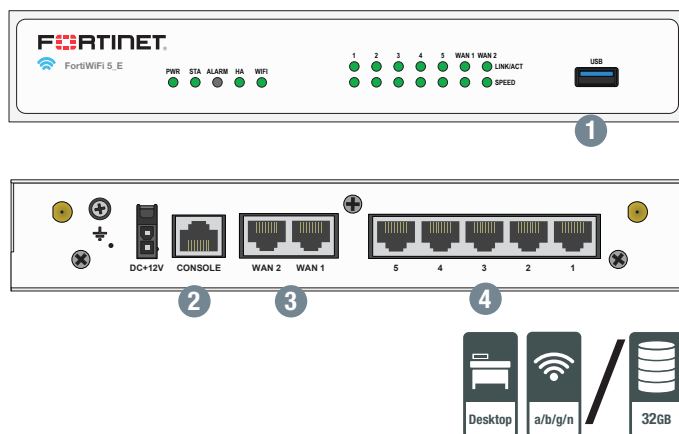 FORTINET
FortiWiFi 5_E
PWR STA ALARM HA WIFI
1 2 3 4 5 WAN 1 WAN 2
LINK/ACT
SPEED
USB
1
DC+12V CONSOLE WAN 2 WAN 1 5 4 3 2 1
2 3 4
Desktop a/b/g/n / 32GB